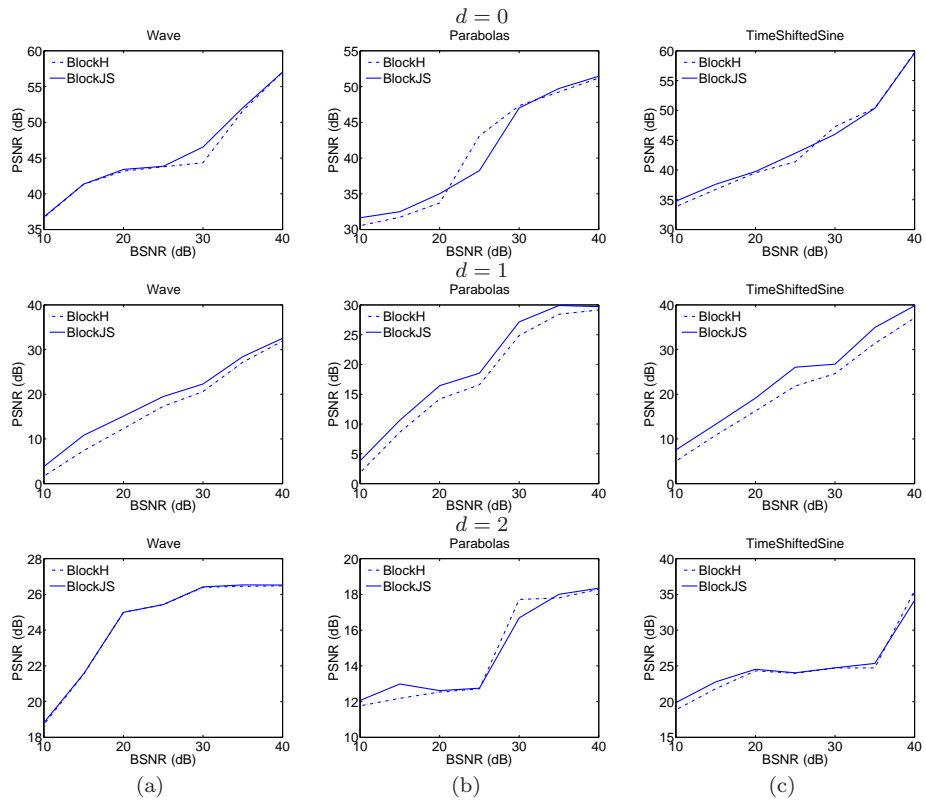 d = 0
Wave
60
55
50
45
40
35
PSNR (dB)
BlockH
BlockJS
10
20
30
40
BSNR (dB)
Parabolas
55
50
45
40
35
30
PSNR (dB)
BlockH
BlockJS
10
20
30
40
BSNR (dB)
TimeShiftedSine
60
55
50
45
40
35
30
PSNR (dB)
BlockH
BlockJS
10
20
30
40
BSNR (dB)
d = 1
Wave
40
30
20
10
0
PSNR (dB)
BlockH
BlockJS
10
20
30
40
BSNR (dB)
Parabolas
30
25
20
15
10
5
0
PSNR (dB)
BlockH
BlockJS
10
20
30
40
BSNR (dB)
TimeShiftedSine
40
30
20
10
0
PSNR (dB)
BlockH
BlockJS
10
20
30
40
BSNR (dB)
d = 2
Wave
28
26
24
22
20
18
PSNR (dB)
BlockH
BlockJS
10
20
30
40
BSNR (dB)
Parabolas
20
18
16
14
12
10
PSNR (dB)
BlockH
BlockJS
10
20
30
40
BSNR (dB)
TimeShiftedSine
40
35
30
25
20
15
PSNR (dB)
BlockH
BlockJS
10
20
30
40
BSNR (dB)
(a)
(b)
(c)